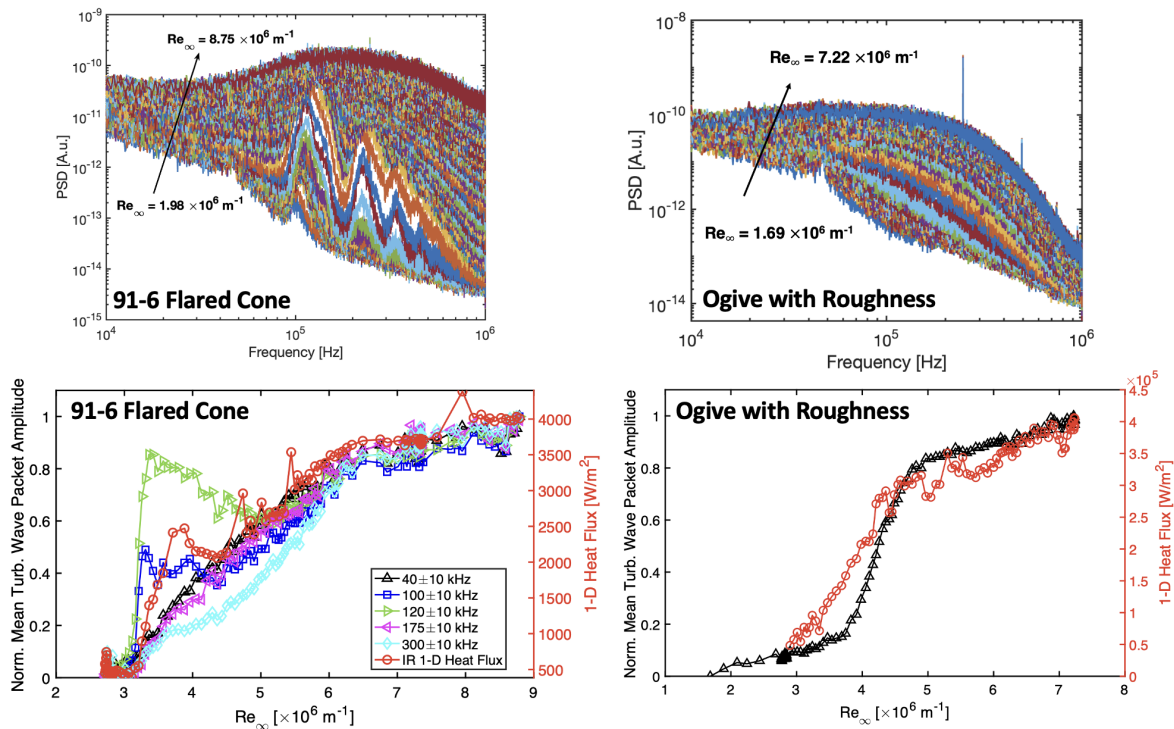 10^-9
10^-10
10^-11
10^-12
10^-13
10^-14
10^-15
PSD [A.u.]
Re∞ = 8.75 ×10^6 m^-1
Re∞ = 1.98 ×10^6 m^-1
91-6 Flared Cone
10^4
10^5
10^6
Frequency [Hz]
10^-8
10^-10
10^-12
10^-14
PSD [A.u.]
Re∞ = 7.22 ×10^6 m^-1
Re∞ = 1.69 ×10^6 m^-1
Ogive with Roughness
10^4
10^5
10^6
Frequency [Hz]
91-6 Flared Cone
Norm. Mean Turb. Wave Packet Amplitude
1
0.8
0.6
0.4
0.2
0
4000
3500
3000
2500
2000
1500
1000
500
1-D Heat Flux [W/m^2]
40±10 kHz
100±10 kHz
120±10 kHz
175±10 kHz
300±10 kHz
IR 1-D Heat Flux
2
3
4
5
6
7
8
9
Re∞ [×10^6 m^-1]
Ogive with Roughness
Norm. Mean Turb. Wave Packet Amplitude
1
0.8
0.6
0.4
0.2
0
×10^5
4
3.5
3
2.5
2
1.5
1
0.5
0
1-D Heat Flux [W/m^2]
1
2
3
4
5
6
7
8
Re∞ [×10^6 m^-1]